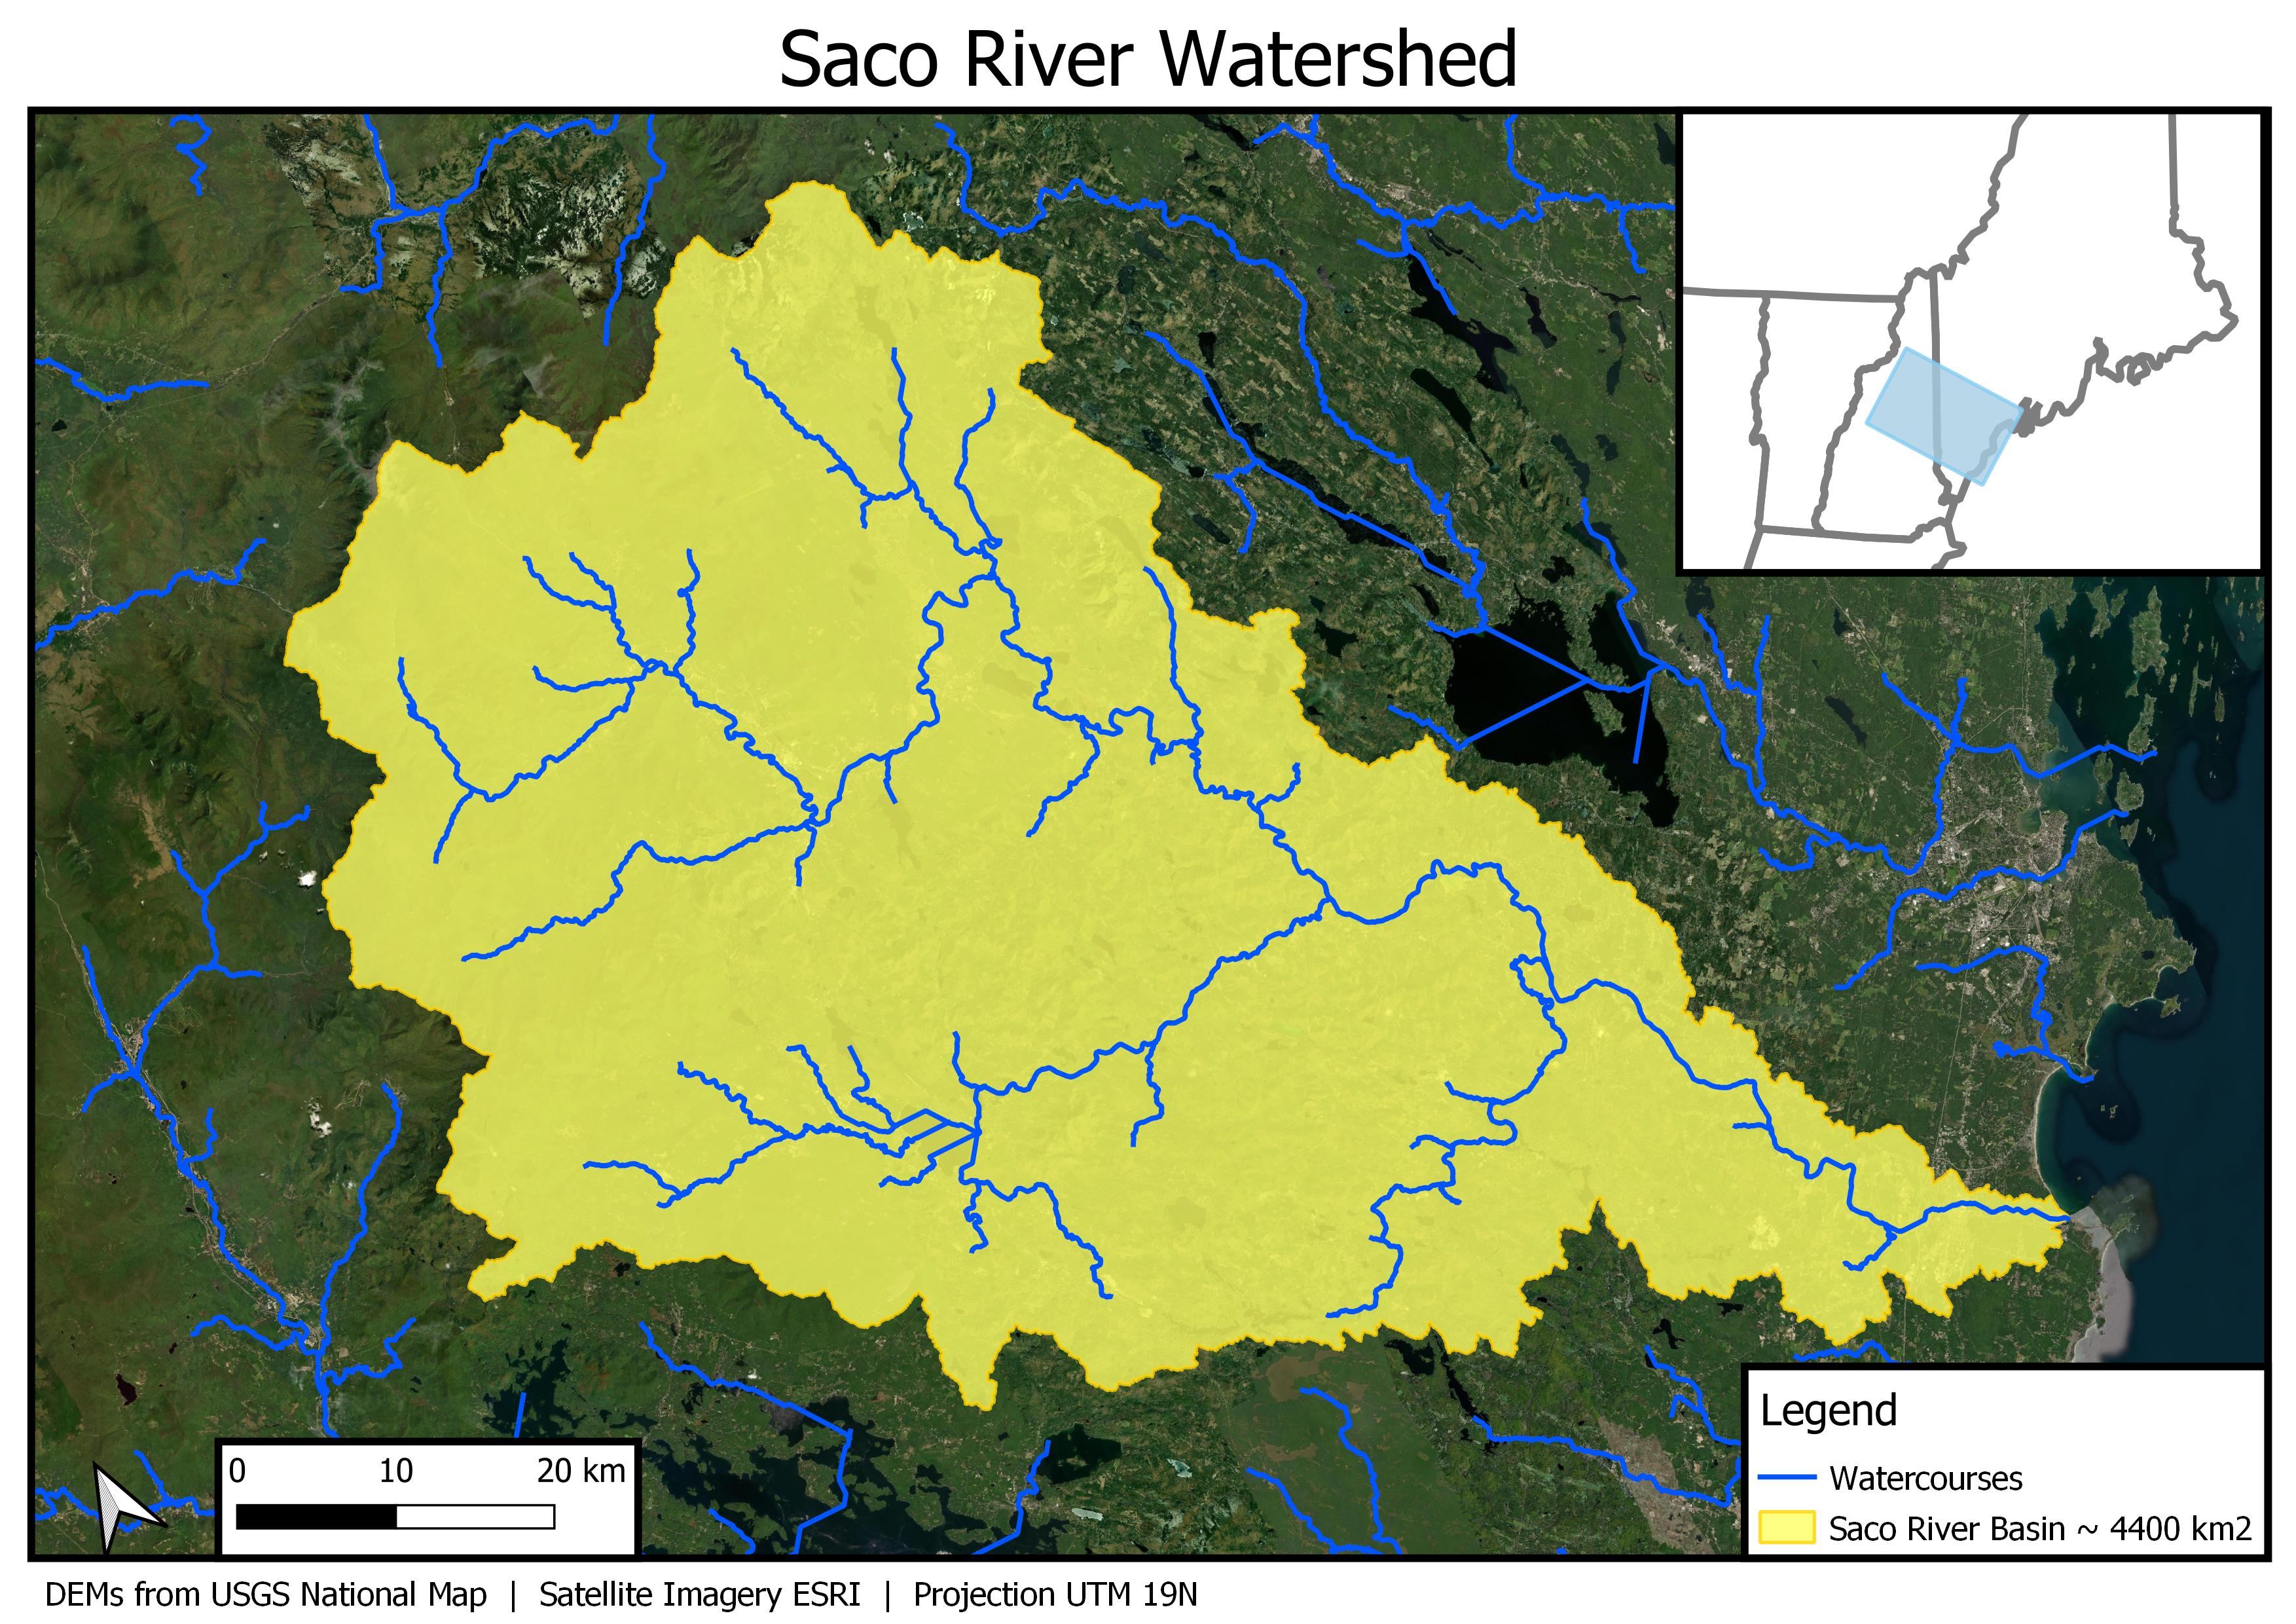 Saco River Watershed
0 10 20 km
Legend
Watercourses
Saco River Basin ~ 4400 km2
DEMs from USGS National Map | Satellite Imagery ESRI | Projection UTM 19N